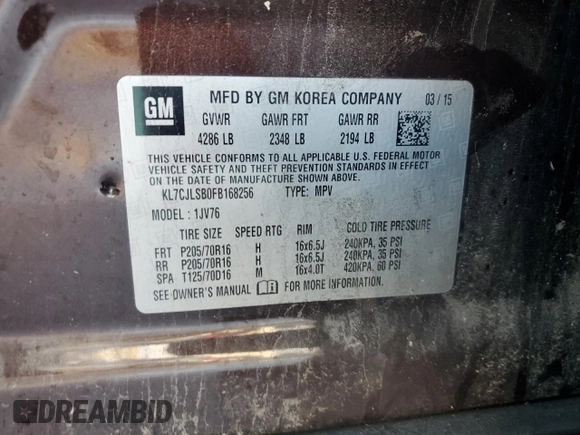 GM
MFD BY GM KOREA COMPANY
03 / 15
GVWR GAWR FRT GAWR RR
4286 LB 2348 LB 2194 LB
THIS VEHICLE CONFORMS TO ALL APPLICABLE U.S. FEDERAL MOTOR
VEHICLE SAFETY AND THEFT PREVENTION STANDARDS IN EFFECT ON
THE DATE OF MANUFACTURE SHOWN ABOVE.
KL7CJLSB0FB168256 TYPE: MPV
MODEL : 1JV76
TIRE SIZE SPEED RTG RIM COLD TIRE PRESSURE
FRT P205/70R16 H 16x6.5J 240KPA, 35 PSI
RR P205/70R16 H 16x6.5J 240KPA, 35 PSI
SPA T125/70D16 M 16x4.0T 420KPA, 60 PSI
SEE OWNER'S MANUAL FOR MORE INFORMATION
DREAMBID